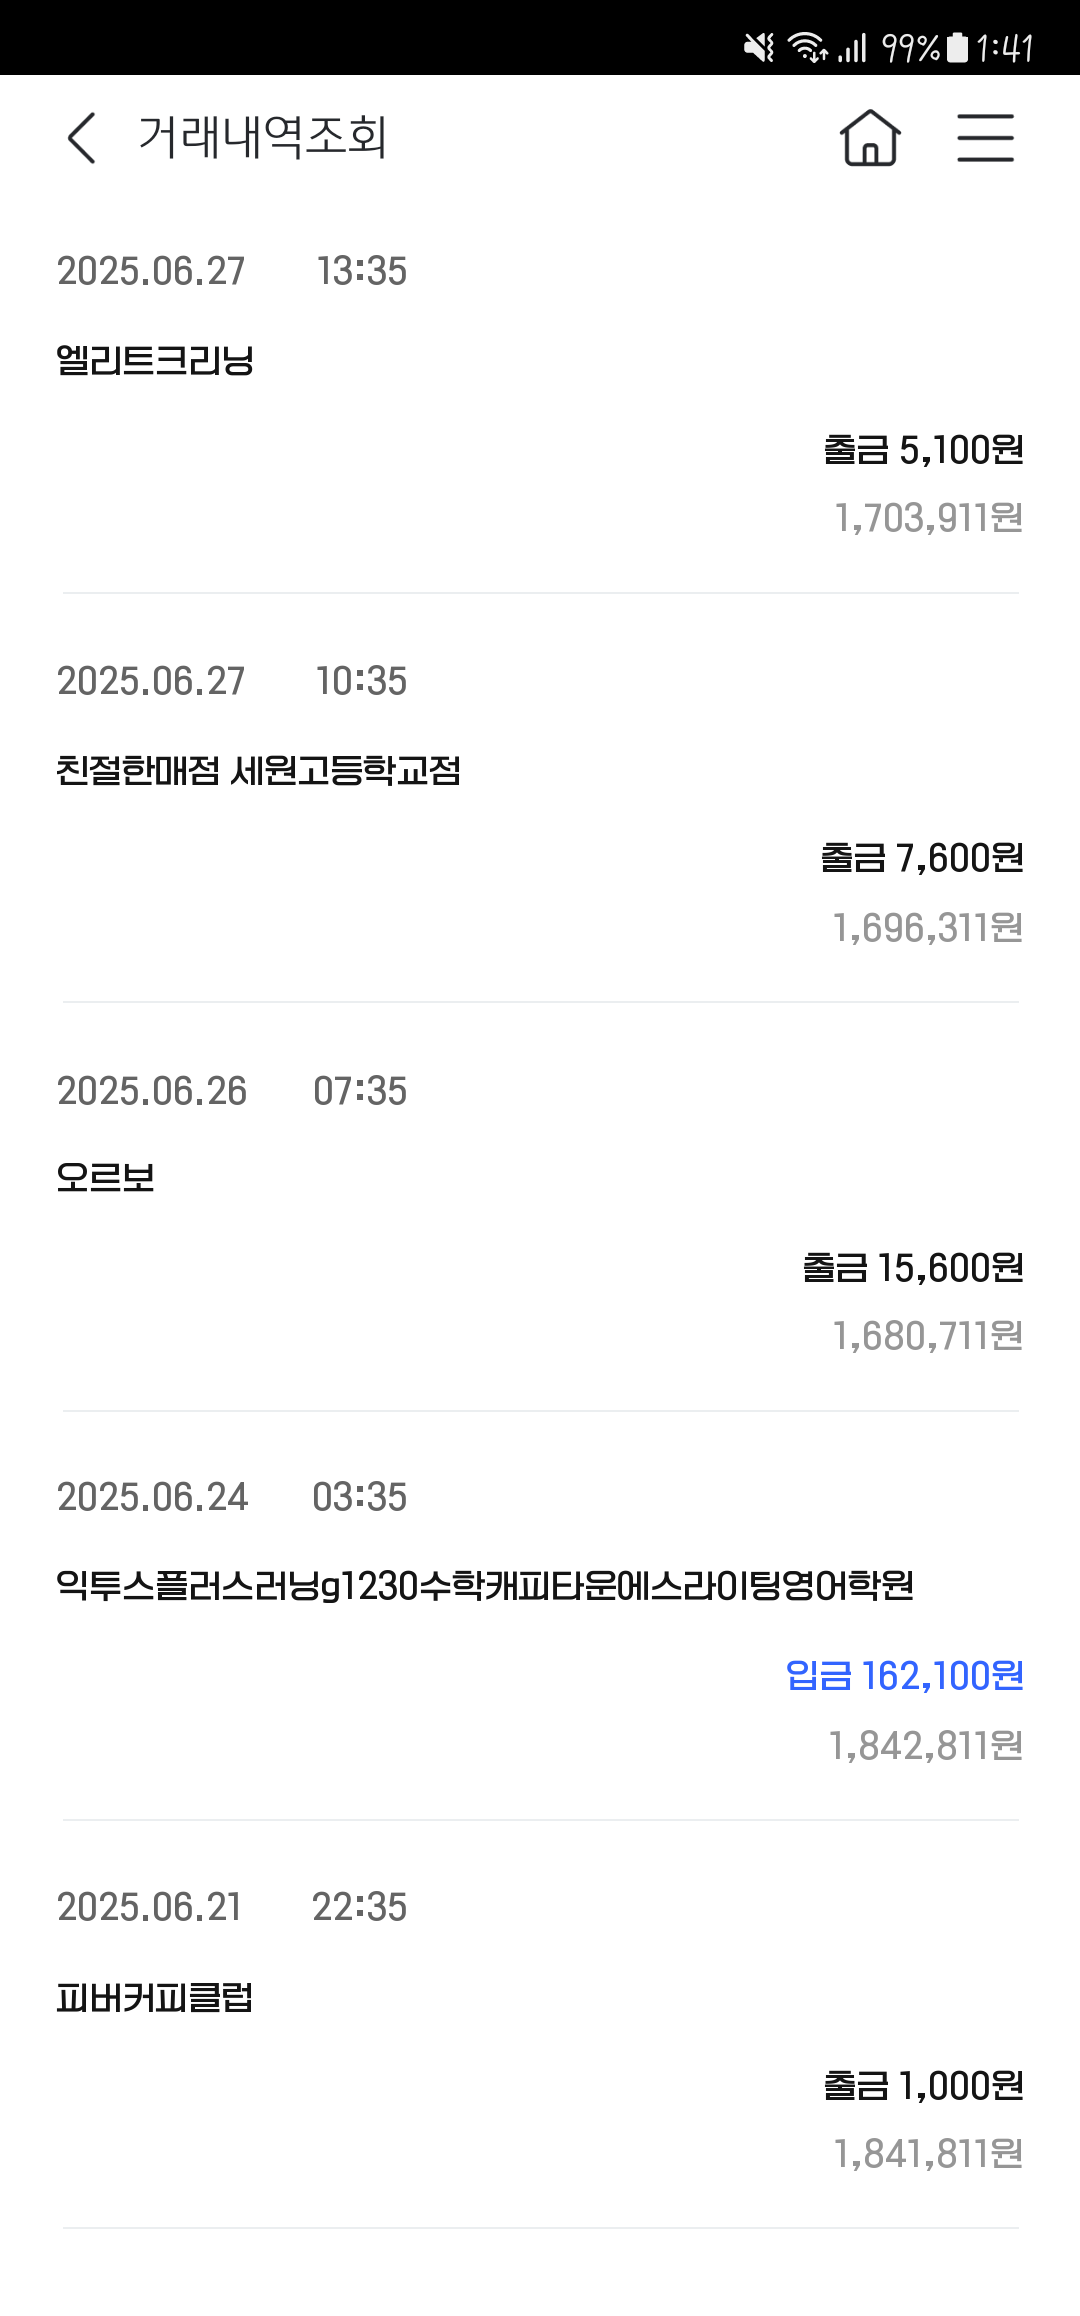 99% 1:41
거래내역조회
2025.06.27 13:35
엘리트크리닝
출금 5,100원
1,703,911원
2025.06.27 10:35
친절한매점 세원고등학교점
출금 7,600원
1,696,311원
2025.06.26 07:35
오르보
출금 15,600원
1,680,711원
2025.06.24 03:35
익투스플러스러닝g1230수학캐피타운에스라이팅영어학원
입금 162,100원
1,842,811원
2025.06.21 22:35
피버커피클럽
출금 1,000원
1,841,811원